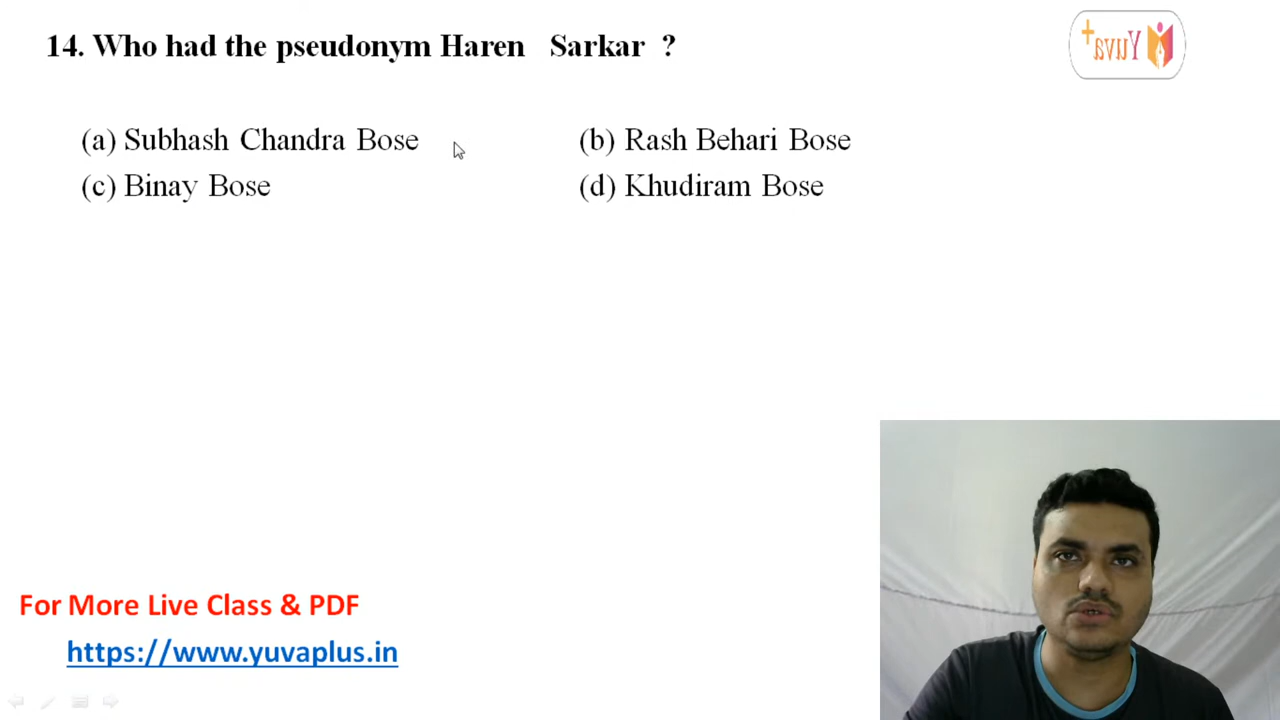 14. Who had the pseudonym Haren Sarkar ?
Yuva+
(a) Subhash Chandra Bose
(b) Rash Behari Bose
(c) Binay Bose
(d) Khudiram Bose
For More Live Class & PDF
https://www.yuvaplus.in